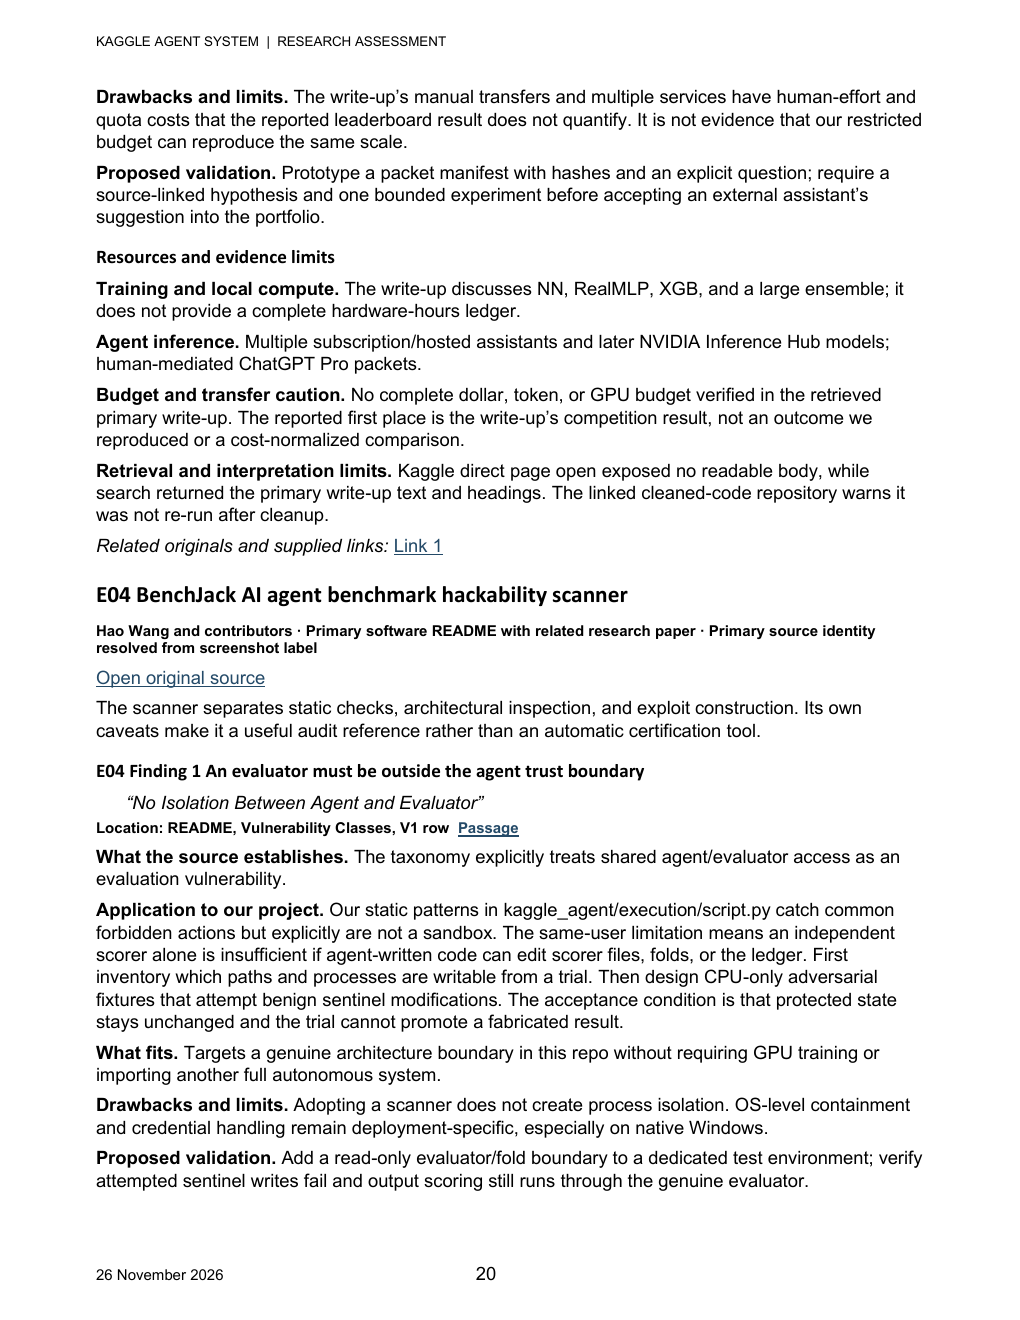 KAGGLE AGENT SYSTEM | RESEARCH ASSESSMENT
Drawbacks and limits. The write-up’s manual transfers and multiple services have human-effort and
quota costs that the reported leaderboard result does not quantify. It is not evidence that our restricted
budget can reproduce the same scale.
Proposed validation. Prototype a packet manifest with hashes and an explicit question; require a
source-linked hypothesis and one bounded experiment before accepting an external assistant’s
suggestion into the portfolio.
Resources and evidence limits
Training and local compute. The write-up discusses NN, RealMLP, XGB, and a large ensemble; it
does not provide a complete hardware-hours ledger.
Agent inference. Multiple subscription/hosted assistants and later NVIDIA Inference Hub models;
human-mediated ChatGPT Pro packets.
Budget and transfer caution. No complete dollar, token, or GPU budget verified in the retrieved
primary write-up. The reported first place is the write-up’s competition result, not an outcome we
reproduced or a cost-normalized comparison.
Retrieval and interpretation limits. Kaggle direct page open exposed no readable body, while
search returned the primary write-up text and headings. The linked cleaned-code repository warns it
was not re-run after cleanup.
Related originals and supplied links: Link 1
E04 BenchJack AI agent benchmark hackability scanner
Hao Wang and contributors · Primary software README with related research paper · Primary source identity
resolved from screenshot label
Open original source
The scanner separates static checks, architectural inspection, and exploit construction. Its own
caveats make it a useful audit reference rather than an automatic certification tool.
E04 Finding 1 An evaluator must be outside the agent trust boundary
“No Isolation Between Agent and Evaluator”
Location: README, Vulnerability Classes, V1 row Passage
What the source establishes. The taxonomy explicitly treats shared agent/evaluator access as an
evaluation vulnerability.
Application to our project. Our static patterns in kaggle_agent/execution/script.py catch common
forbidden actions but explicitly are not a sandbox. The same-user limitation means an independent
scorer alone is insufficient if agent-written code can edit scorer files, folds, or the ledger. First
inventory which paths and processes are writable from a trial. Then design CPU-only adversarial
fixtures that attempt benign sentinel modifications. The acceptance condition is that protected state
stays unchanged and the trial cannot promote a fabricated result.
What fits. Targets a genuine architecture boundary in this repo without requiring GPU training or
importing another full autonomous system.
Drawbacks and limits. Adopting a scanner does not create process isolation. OS-level containment
and credential handling remain deployment-specific, especially on native Windows.
Proposed validation. Add a read-only evaluator/fold boundary to a dedicated test environment; verify
attempted sentinel writes fail and output scoring still runs through the genuine evaluator.
26 November 2026 20